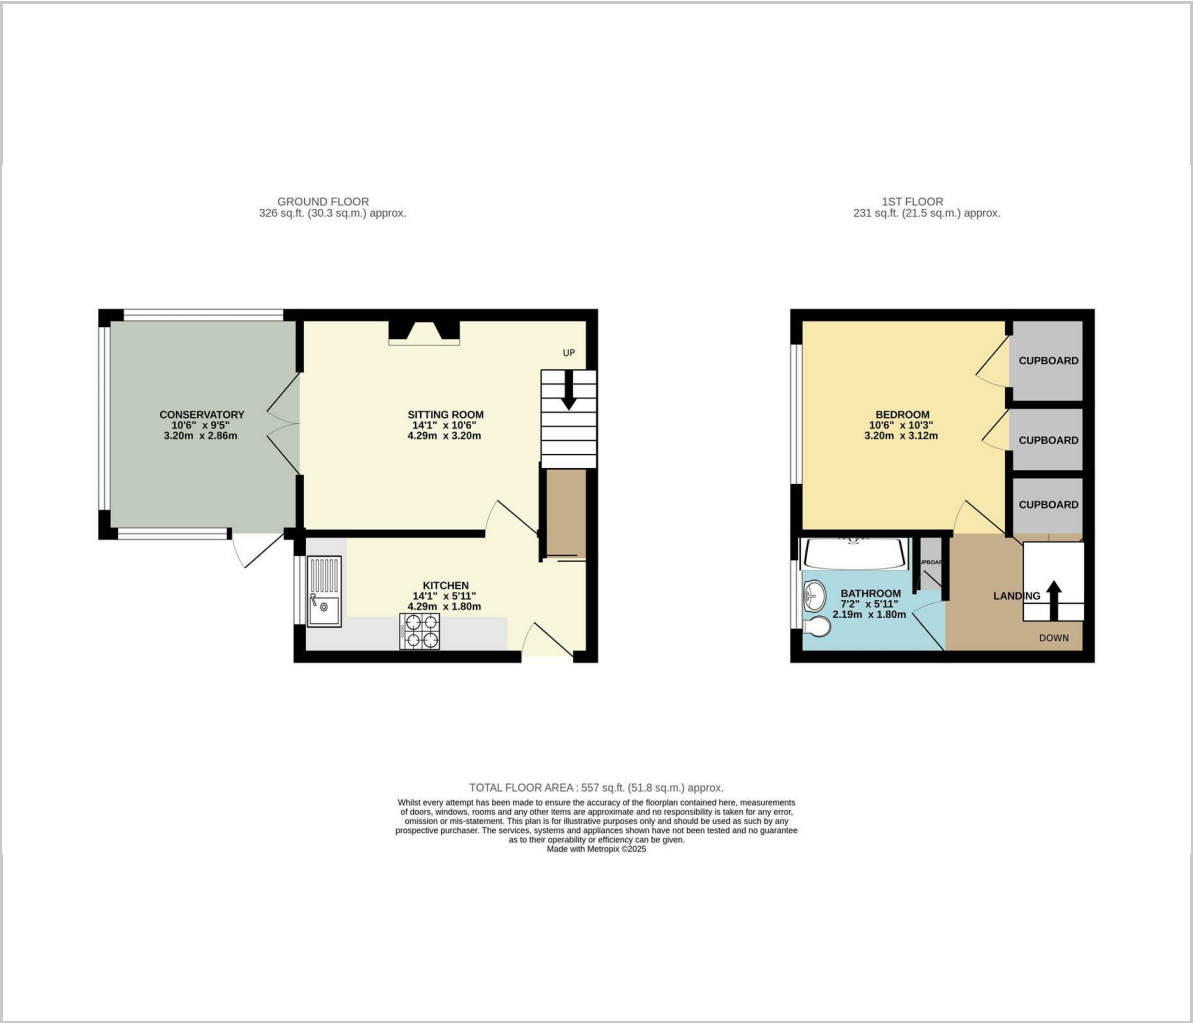 GROUND FLOOR
326 sq.ft. (30.3 sq.m.) approx.
1ST FLOOR
231 sq.ft. (21.5 sq.m.) approx.
UP
CONSERVATORY
10'6" x 9'5"
3.20m x 2.86m
SITTING ROOM
14'1" x 10'6"
4.29m x 3.20m
KITCHEN
14'1" x 5'11"
4.29m x 1.80m
CUPBOARD
BEDROOM
10'6" x 10'3"
3.20m x 3.12m
CUPBOARD
CUPBOARD
BATHROOM
7'2" x 5'11"
2.19m x 1.80m
LANDING
DOWN
TOTAL FLOOR AREA : 557 sq.ft. (51.8 sq.m.) approx.
Whilst every attempt has been made to ensure the accuracy of the floorplan contained here, measurements
of doors, windows, rooms and any other items are approximate and no responsibility is taken for any error,
omission or mis-statement. This plan is for illustrative purposes only and should be used as such by any
prospective purchaser. The services, systems and appliances shown have not been tested and no guarantee
as to their operability or efficiency can be given.
Made with Metropix ©2025